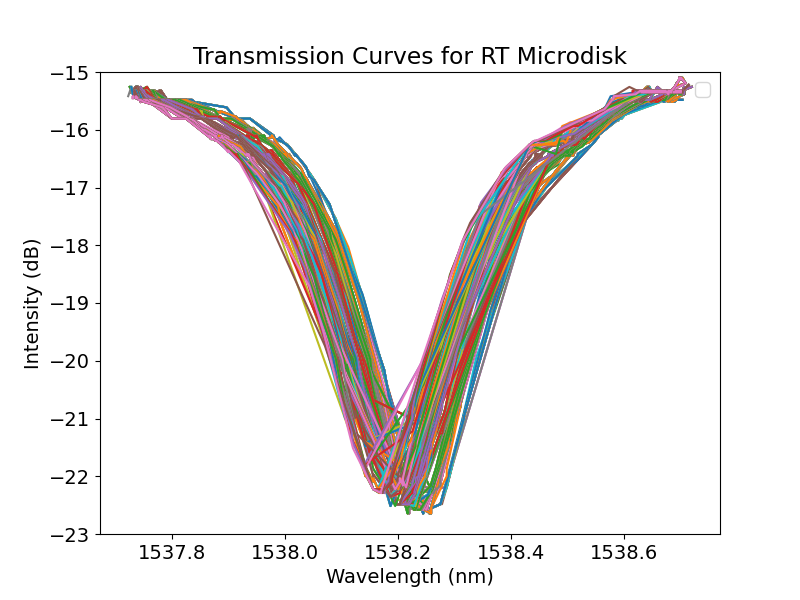 Transmission Curves for RT Microdisk
−15
−16
−17
−18
−19
−20
−21
−22
−23
Intensity (dB)
1537.8 1538.0 1538.2 1538.4 1538.6
Wavelength (nm)